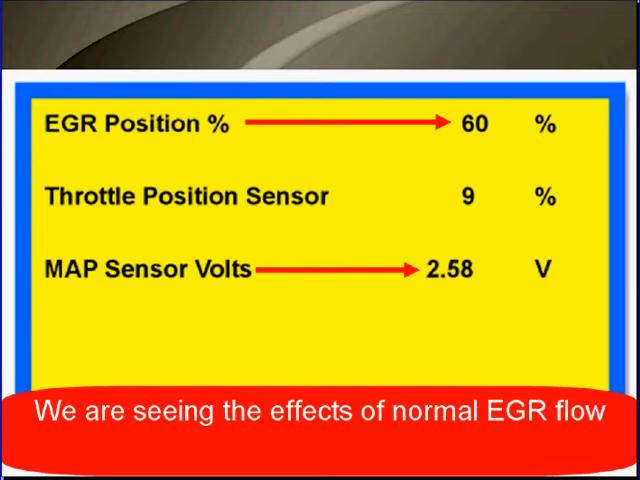 EGR Position % 60 %
Throttle Position Sensor 9 %
MAP Sensor Volts 2.58 V
We are seeing the effects of normal EGR flow